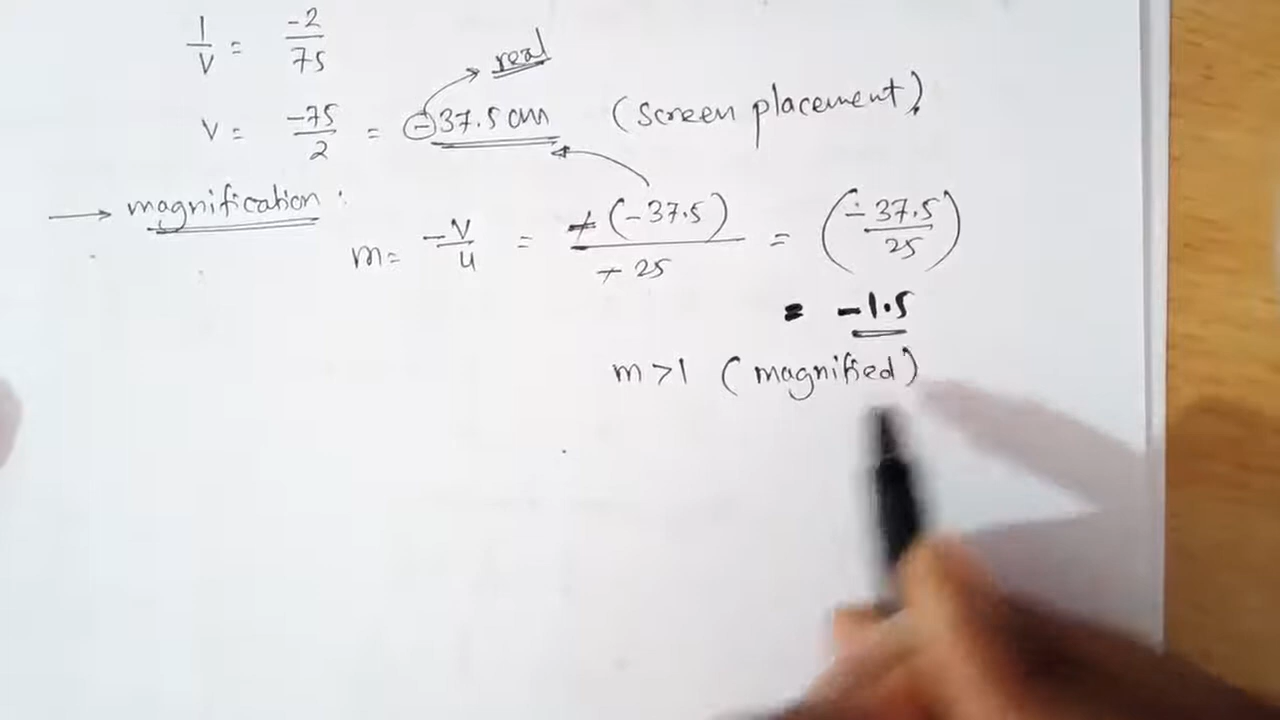 1/V = -2/75
real
V = -75/2 = -37.5 cm (screen placement)
→ magnification :
m = -V/u = +(-37.5)/+25 = (-37.5/25)
= -1.5
m > 1 (magnified)